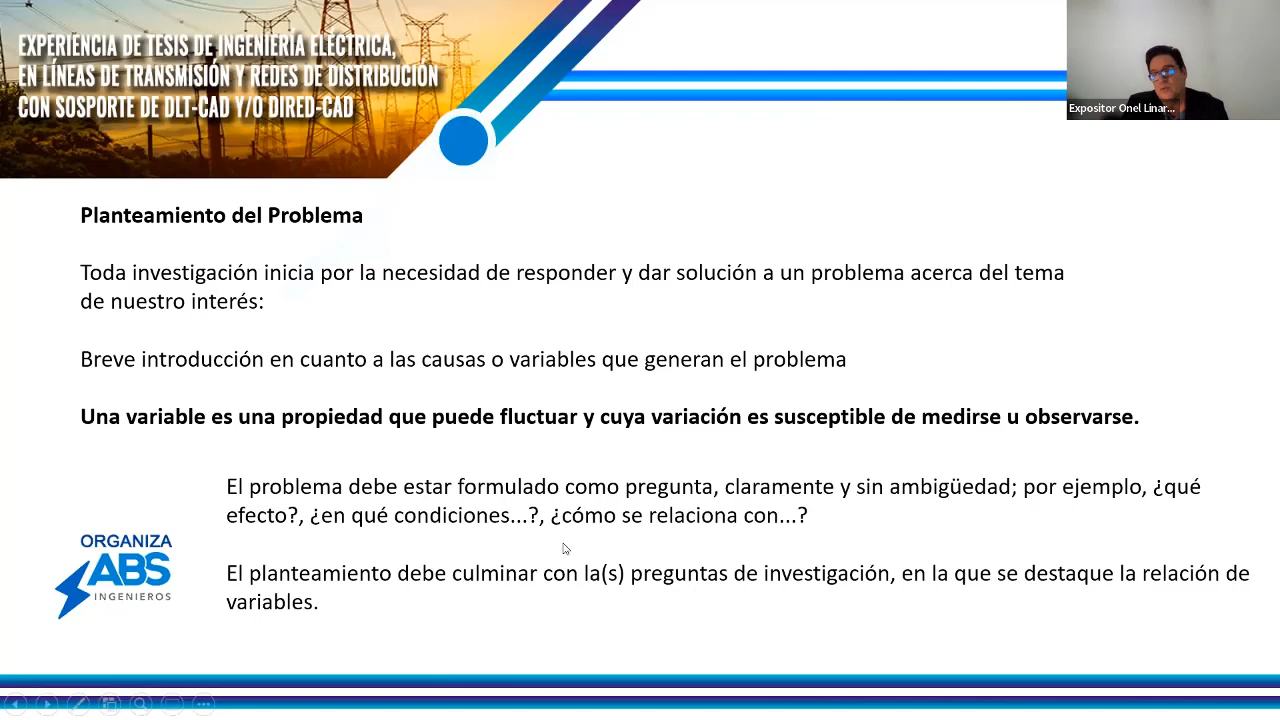 EXPERIENCIA DE TESIS DE INGENIERIA ELÉCTRICA,
EN LÍNEAS DE TRANSMISIÓN Y REDES DE DISTRIBUCIÓN
CON SOSPORTE DE DLT-CAD Y/O DIRED-CAD
Expositor Onel Linar...
Planteamiento del Problema
Toda investigación inicia por la necesidad de responder y dar solución a un problema acerca del tema
de nuestro interés:
Breve introducción en cuanto a las causas o variables que generan el problema
Una variable es una propiedad que puede fluctuar y cuya variación es susceptible de medirse u observarse.
El problema debe estar formulado como pregunta, claramente y sin ambigüedad; por ejemplo, ¿qué
efecto?, ¿en qué condiciones...?, ¿cómo se relaciona con...?
El planteamiento debe culminar con la(s) preguntas de investigación, en la que se destaque la relación de
variables.
ORGANIZA
ABS
INGENIEROS